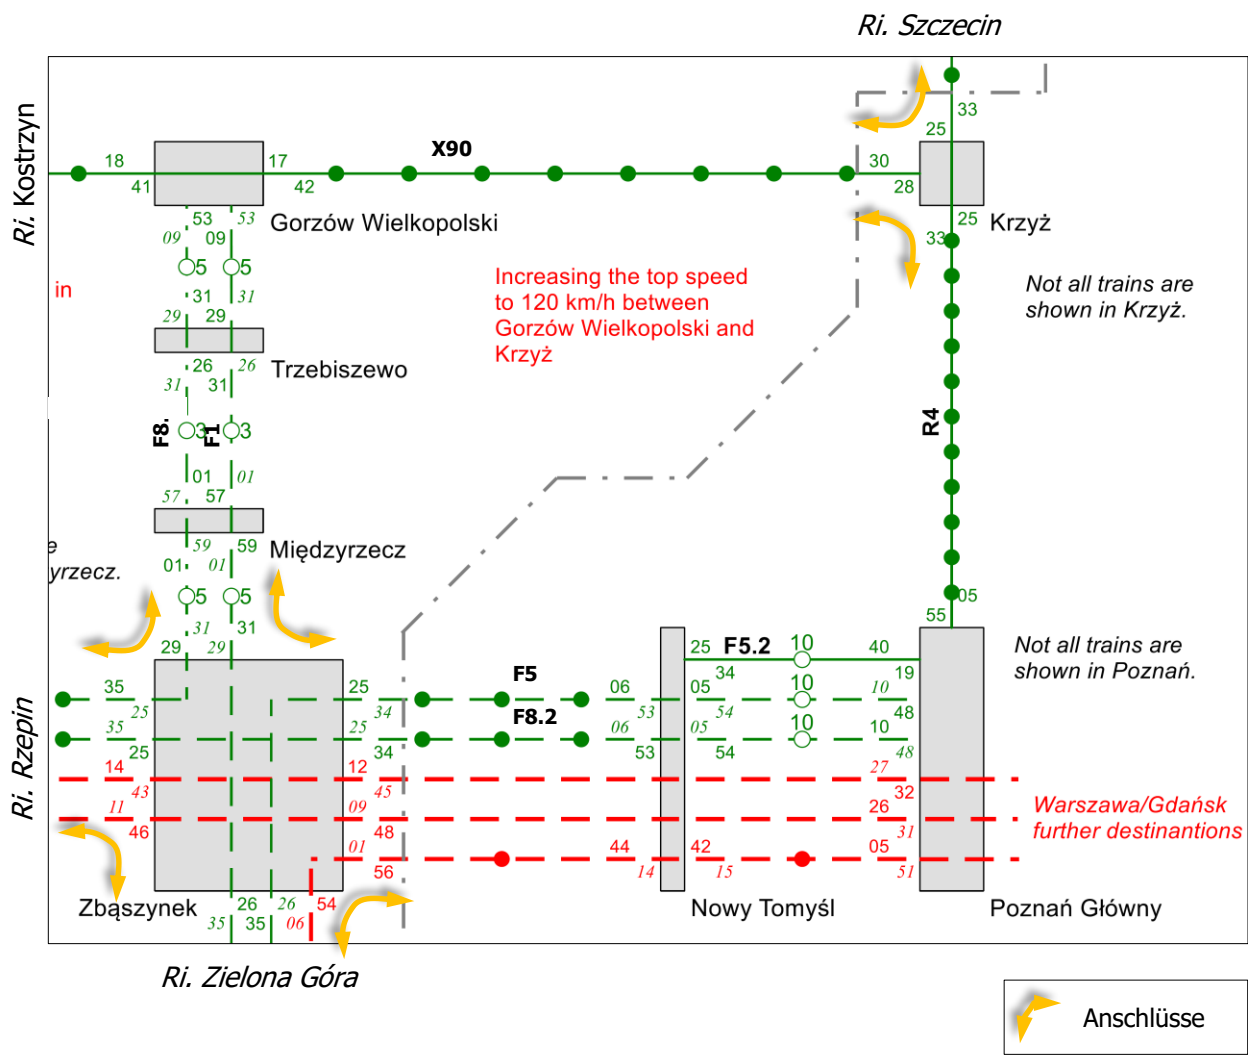 Ri. Szczecin
Ri. Kostrzyn
33
25
18
17
X90
30
41
42
28
53
53
Gorzów Wielkopolski
25
Krzyż
09
09
33
5
5
in
Increasing the top speed
to 120 km/h between
Gorzów Wielkopolski and
Krzyż
Not all trains are
shown in Krzyż.
31
31
29
29
26
26
Trzebiszewo
31
31
F8.
3
F1
3
R4
01
01
57
57
59
59
Międzyrzecz
e
yrzecz.
01
01
5
5
05
31
31
55
29
29
25
F5.2
10
40
Not all trains are
shown in Poznań.
34
19
35
25
F5
06
05
10
10
25
34
53
54
48
Ri. Rzepin
35
25
F8.2
06
05
10
10
25
34
53
54
48
14
12
27
43
45
32
11
09
26
Warszawa/Gdańsk
further destinantions
46
48
31
01
44
42
05
56
14
15
51
Zbąszynek
26
26
54
Nowy Tomyśl
Poznań Główny
35
35
06
Ri. Zielona Góra
Anschlüsse